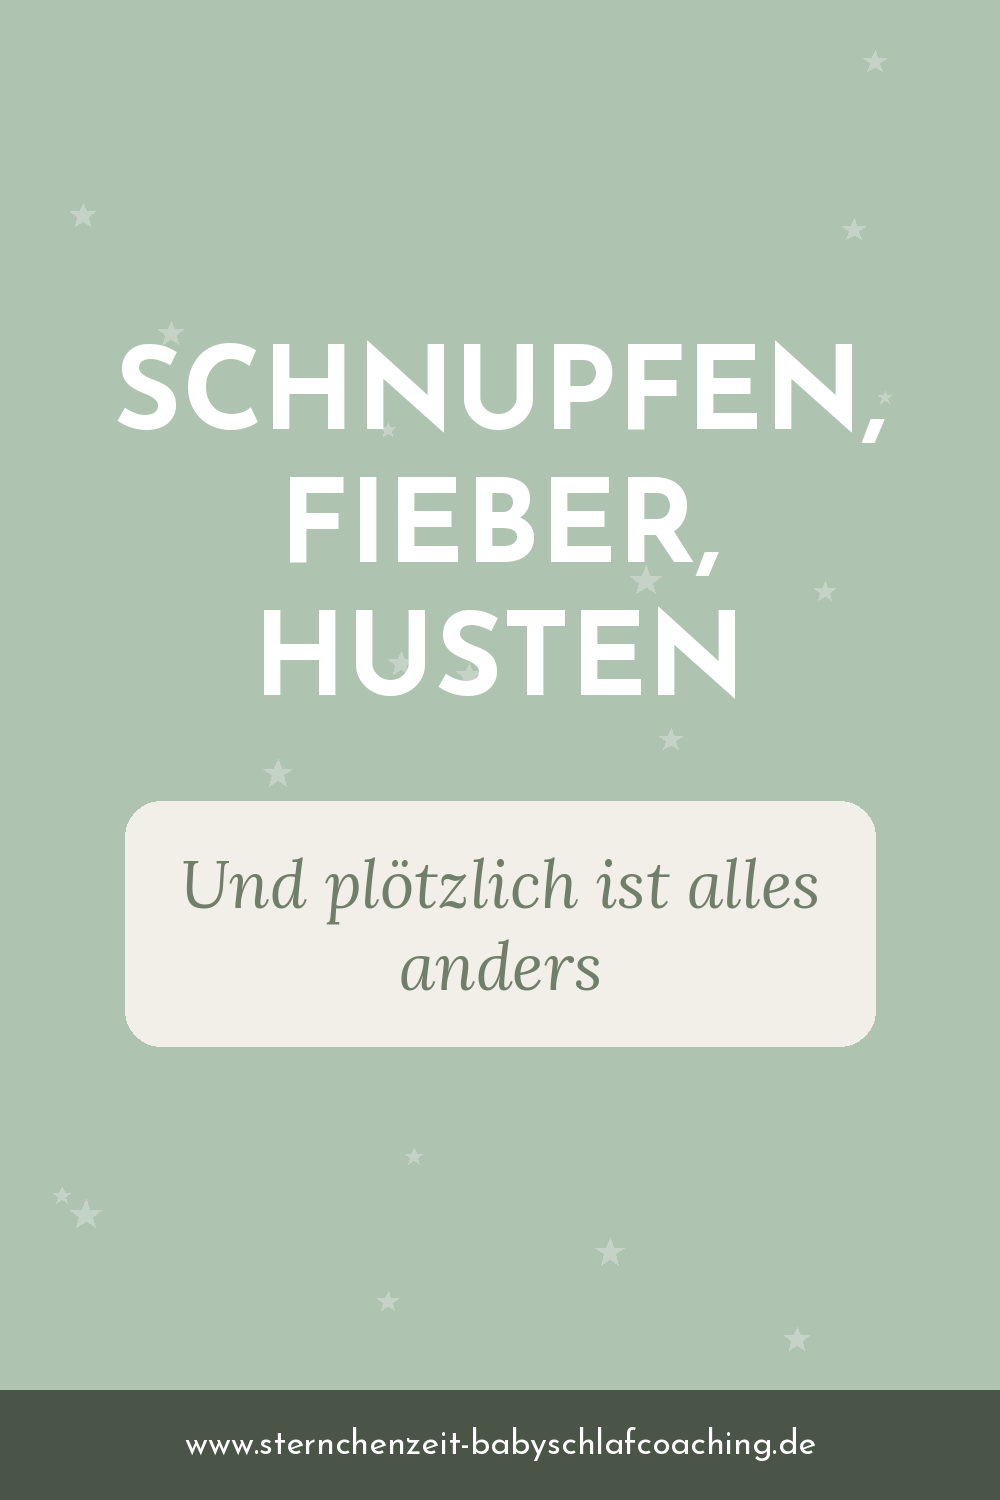 SCHNUPFEN,
FIEBER,
HUSTEN
Und plötzlich ist alles
anders
www.sternchenzeit-babyschlafcoaching.de